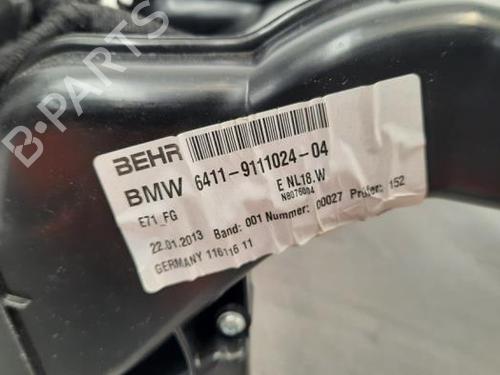 B-Parts
BEHR
BMW 6411-9111024-04
E71_FG E NL18.W
N8075004
22.01.2013 Band: 001 Nummer: 00027 Prüfer: 152
GERMANY 116116 11